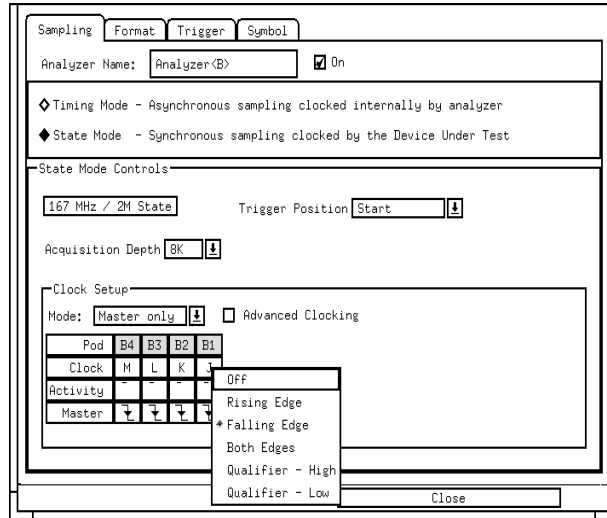 Sampling Format Trigger Symbol
Analyzer Name: Analyzer<B> On
Timing Mode - Asynchronous sampling clocked internally by analyzer
State Mode - Synchronous sampling clocked by the Device Under Test
State Mode Controls
167 MHz / 2M State Trigger Position Start
Acquisition Depth 8K
Clock Setup
Mode: Master only Advanced Clocking
Pod B4 B3 B2 B1
Clock M L K J
Activity
Master
Off
Rising Edge
Falling Edge
Both Edges
Qualifier - High
Qualifier - Low
Close